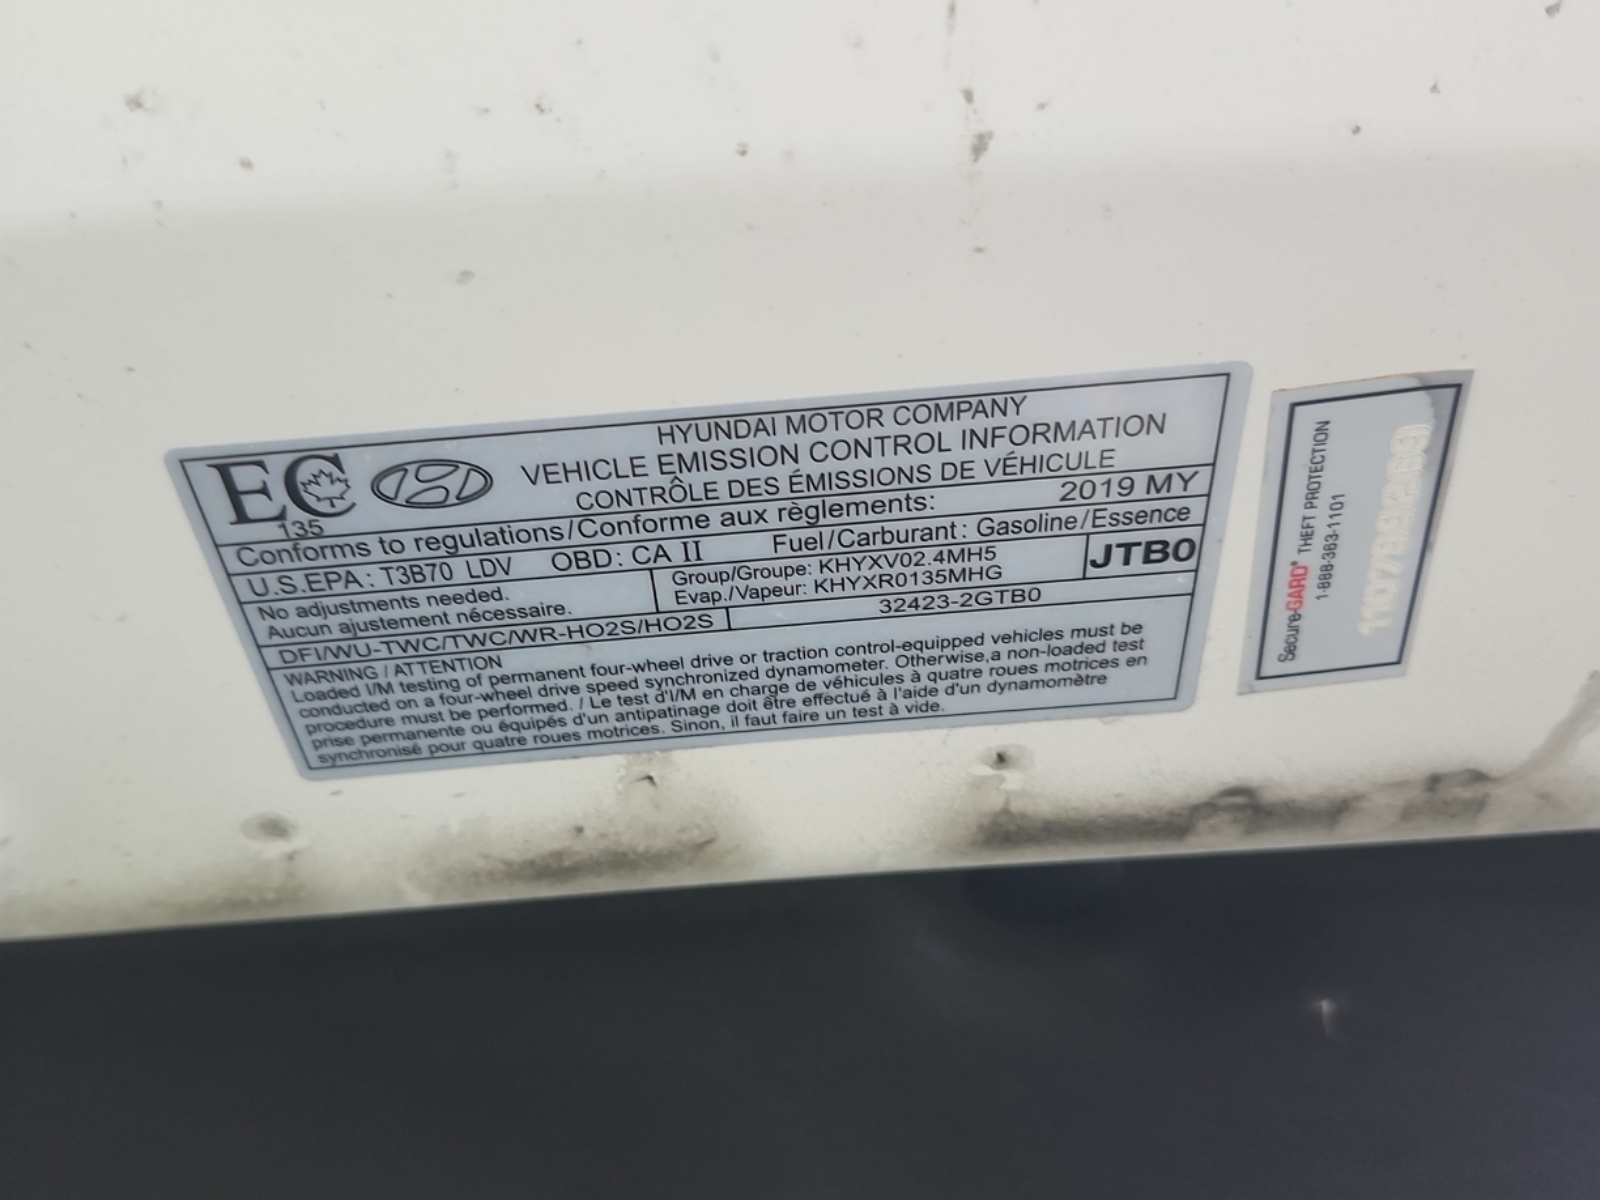 EC
135
HYUNDAI MOTOR COMPANY
VEHICLE EMISSION CONTROL INFORMATION
CONTRÔLE DES ÉMISSIONS DE VÉHICULE
Conforms to regulations/Conforme aux règlements: 2019 MY
U.S.EPA: T3B70 LDV OBD: CA II Fuel/Carburant: Gasoline/Essence
No adjustments needed.
Aucun ajustement nécessaire.
Group/Groupe: KHYXV02.4MH5
Evap./Vapeur: KHYXR0135MHG
JTB0
DFI/WU-TWC/TWC/WR-HO2S/HO2S
32423-2GTB0
WARNING / ATTENTION
Loaded I/M testing of permanent four-wheel drive or traction control-equipped vehicles must be
conducted on a four-wheel drive speed synchronized dynamometer. Otherwise,a non-loaded test
procedure must be performed. / Le test d'I/M en charge de véhicules à quatre roues motrices en
prise permanente ou équipés d'un antipatinage doit être effectué à l'aide d'un dynamomètre
synchronisé pour quatre roues motrices. Sinon, il faut faire un test à vide.
Secure-GARD® THEFT PROTECTION
1-888-363-1101